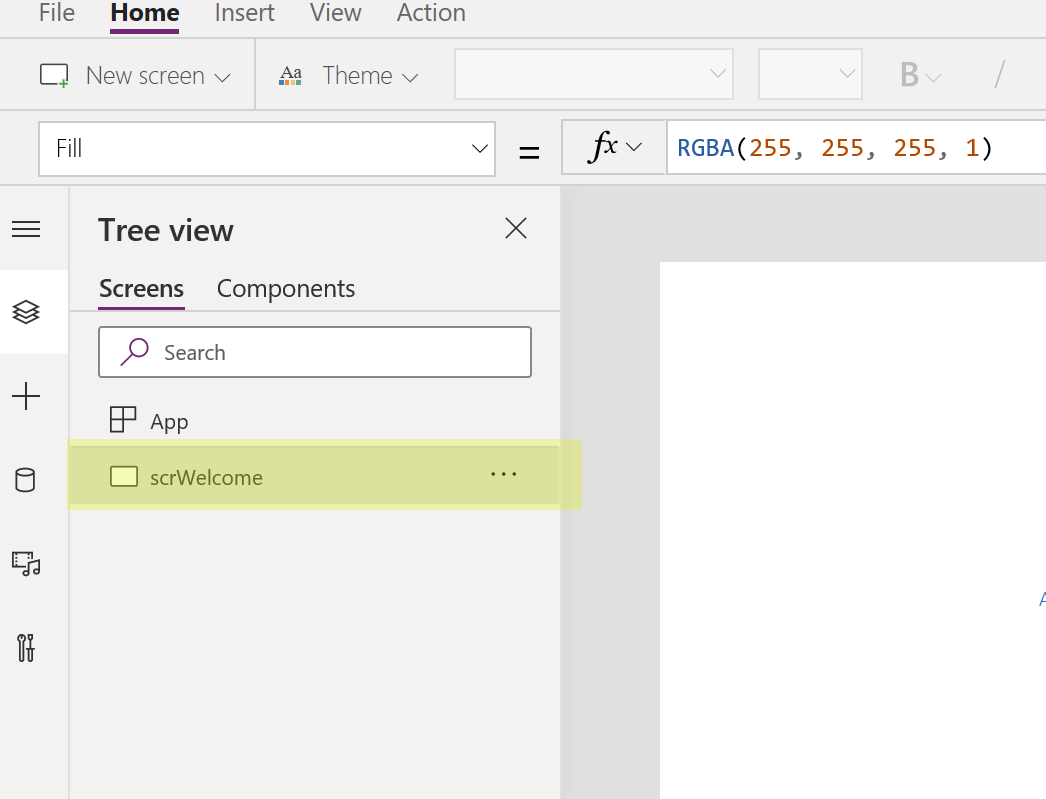 File Home Insert View Action
New screen Aa Theme B /
Fill = fx RGBA(255, 255, 255, 1)
Tree view
Screens Components
Search
App
scrWelcome ...
A